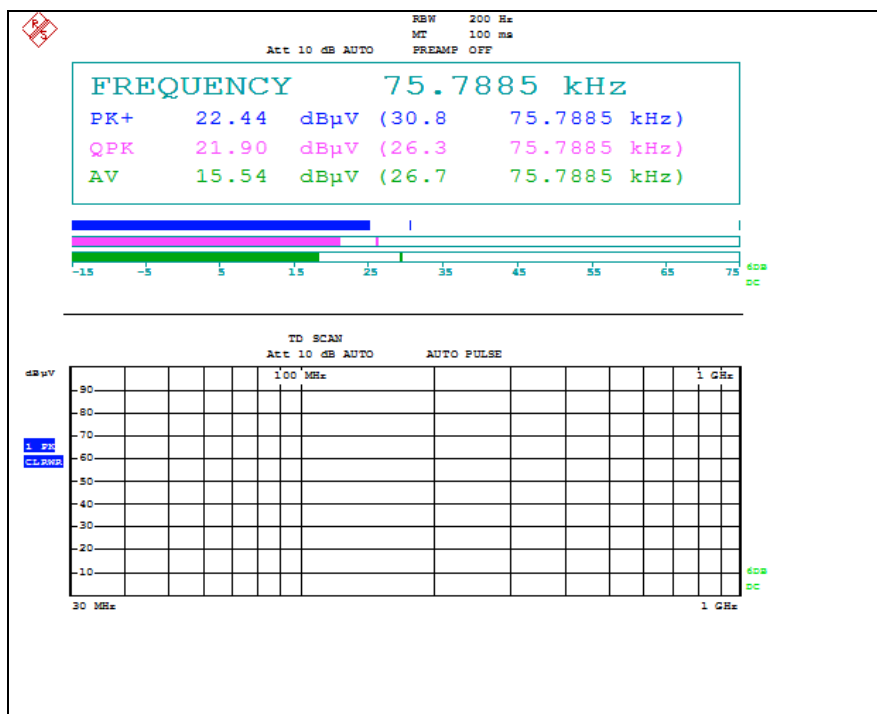 R S
RBW 200 Hz
MT 100 ms
Att 10 dB AUTO PREAMP OFF
FREQUENCY 75.7885 kHz
PK+ 22.44 dBµV (30.8 75.7885 kHz)
QPK 21.90 dBµV (26.3 75.7885 kHz)
AV 15.54 dBµV (26.7 75.7885 kHz)
-15 -5 5 15 25 35 45 55 65 75
6DB
DC
TD SCAN
Att 10 dB AUTO AUTO PULSE
dBµV
100 MHz 1 GHz
90
80
70
1 PK
CLRWR
60
50
40
30
20
10
6DB
DC
30 MHz 1 GHz